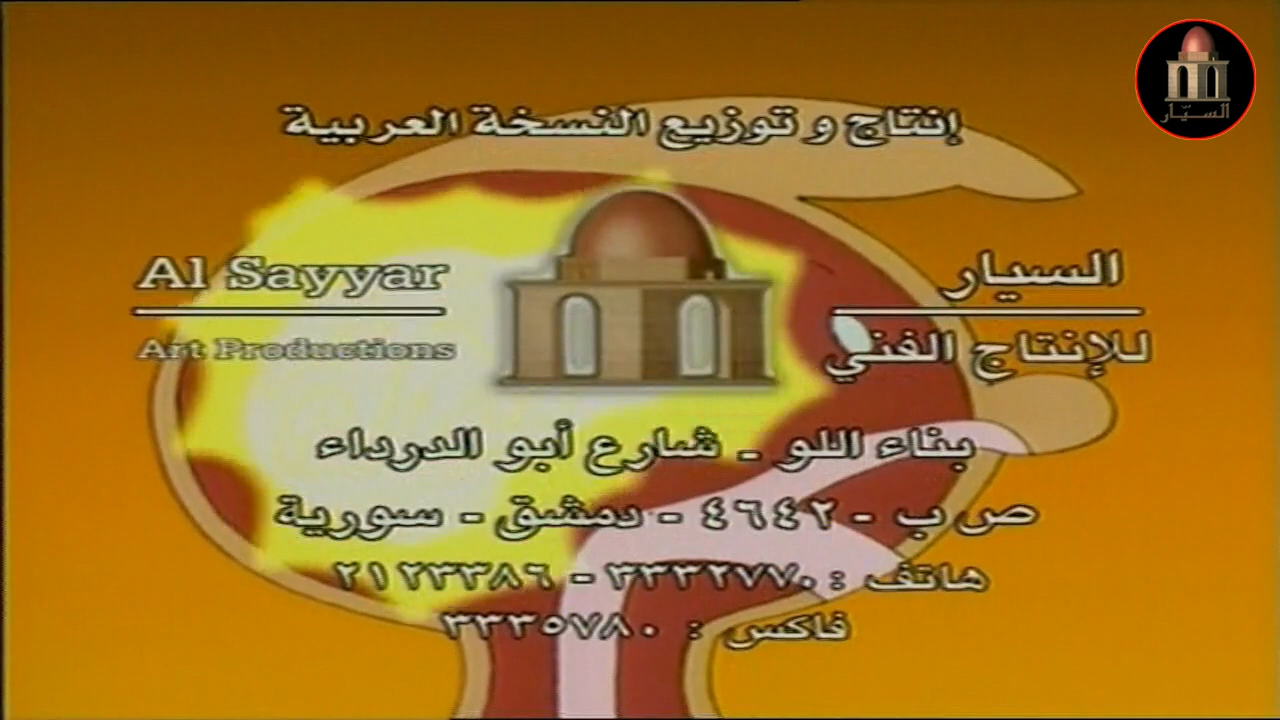 السيّار
إنتاج و توزيع النسخة العربية
Al Sayyar
Art Productions
السيار
للإنتاج الفني
بناء اللو - شارع أبو الدرداء
ص ب - ٤٦٤٢ - دمشق - سورية
هاتف : ٣٣٣٢٧٧٠ - ٢١٢٣٣٨٦
فاكس : ٣٣٣٥٧٨٠